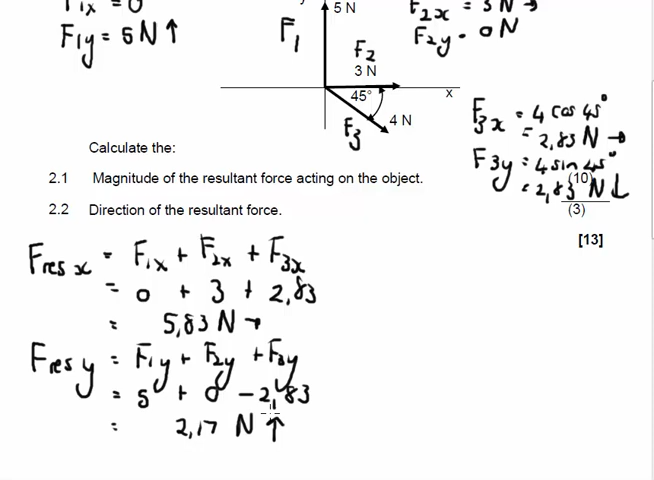 F1x = 0
F1y = 5N ↑
5 N
F1
F2
3 N
45°
x
4 N
F3
F2x = 3N →
F2y = 0N
F3x = 4 cos 45°
= 2,83 N →
F3y = 4 sin 45°
= 2,83 N ↓
Calculate the:
2.1 Magnitude of the resultant force acting on the object.
(10)
2.2 Direction of the resultant force.
(3)
[13]
Fres x = F1x + F2x + F3x
= 0 + 3 + 2,83
= 5,83 N →
Fres y = F1y + F2y + F3y
= 5 + 0 - 2,83
= 2,17 N ↑